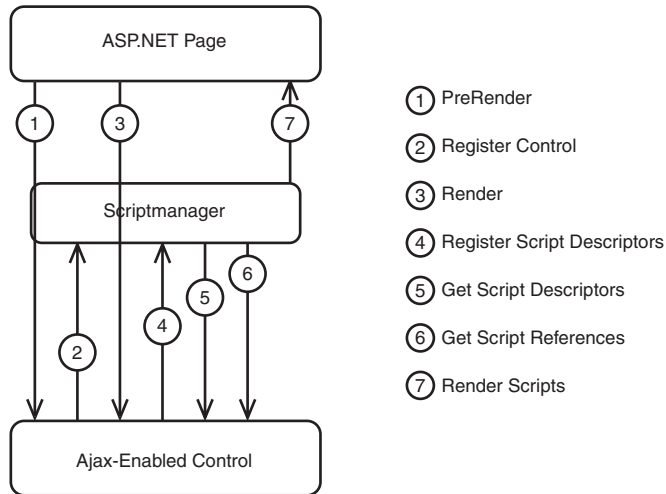 ASP.NET Page
1
3
7
Scriptmanager
6
5
4
2
Ajax-Enabled Control
1 PreRender
2 Register Control
3 Render
4 Register Script Descriptors
5 Get Script Descriptors
6 Get Script References
7 Render Scripts